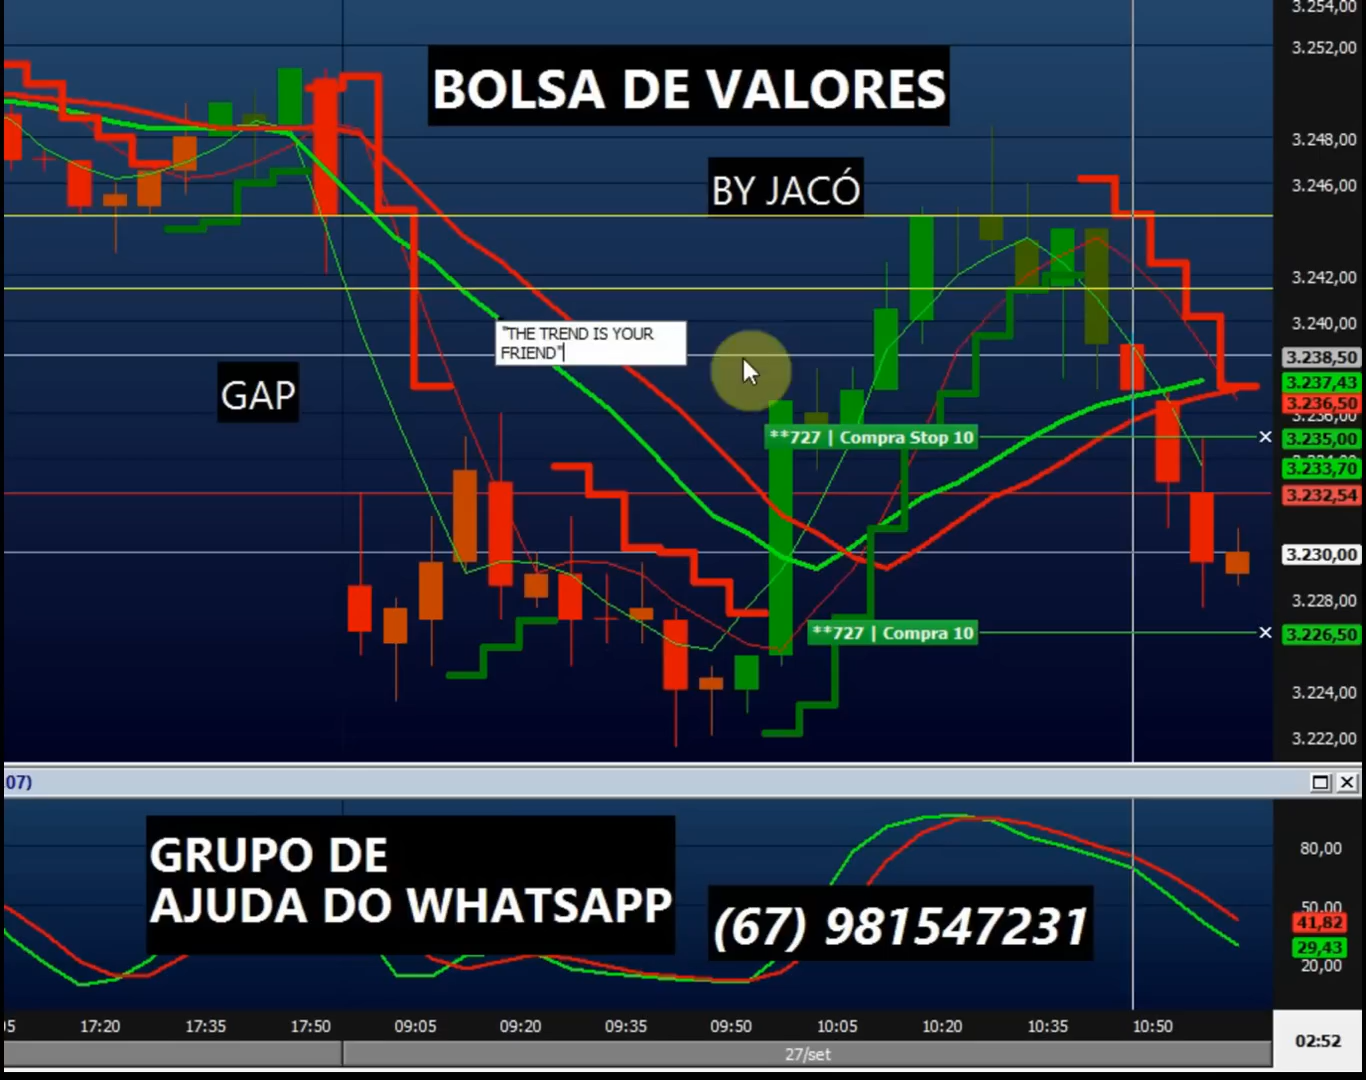 3.254,00
3.252,00
BOLSA DE VALORES
3.248,00
3.246,00
BY JACÓ
3.242,00
3.240,00
"THE TREND IS YOUR
FRIEND"
3.238,50
3.237,43
3.236,50
3.236,00
GAP
**727 | Compra Stop 10
3.235,00
3.233,70
3.232,54
3.230,00
3.228,00
**727 | Compra 10
3.226,50
3.224,00
3.222,00
07)
GRUPO DE
AJUDA DO WHATSAPP
(67) 981547231
80,00
50,00
41,82
29,43
20,00
17:20 17:35 17:50 09:05 09:20 09:35 09:50 10:05 10:20 10:35 10:50
02:52
27/set